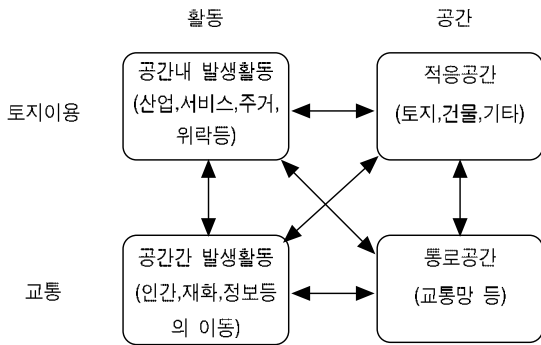 활동 공간
공간내 발생활동
(산업,서비스,주거,
위락등)
적응공간
(토지,건물,기타)
토지이용
공간간 발생활동
(인간,재화,정보등
의 이동)
통로공간
(교통망 등)
교통